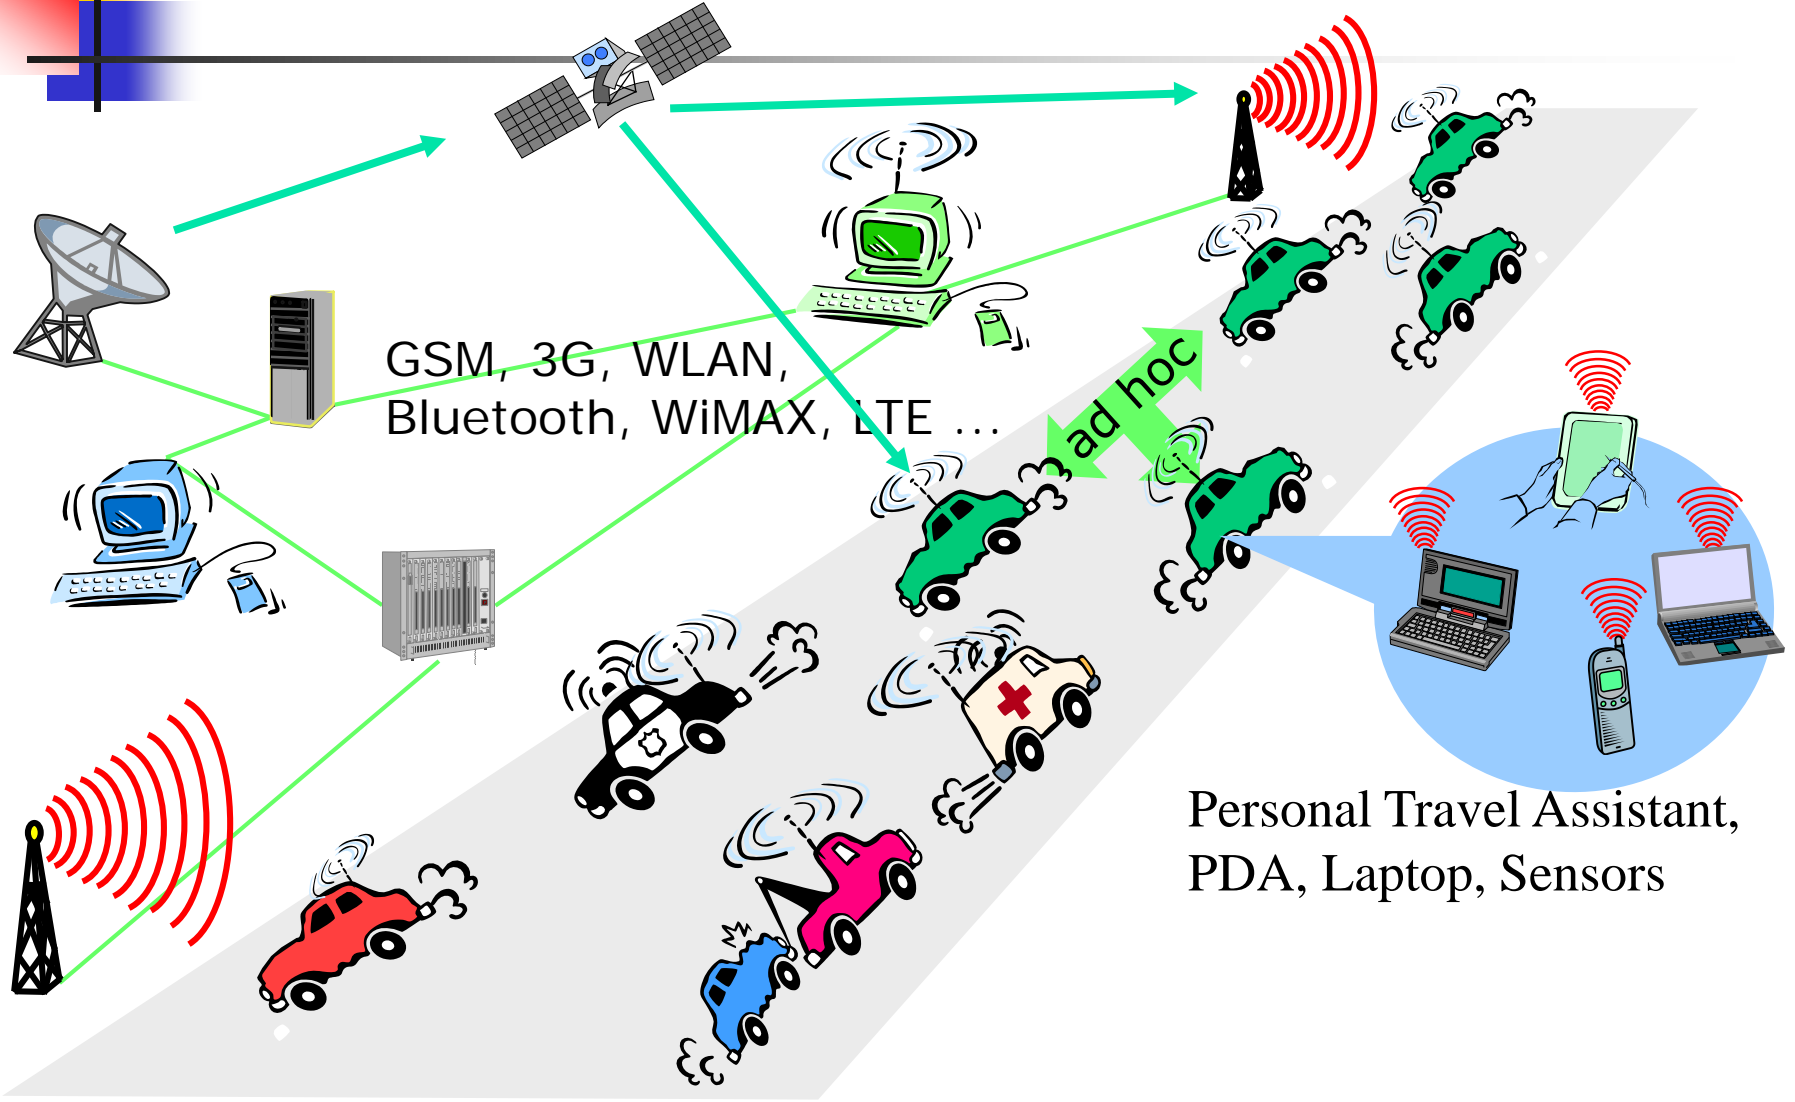 GSM, 3G, WLAN,
Bluetooth, WiMAX, LTE ...
ad hoc
Personal Travel Assistant,
PDA, Laptop, Sensors